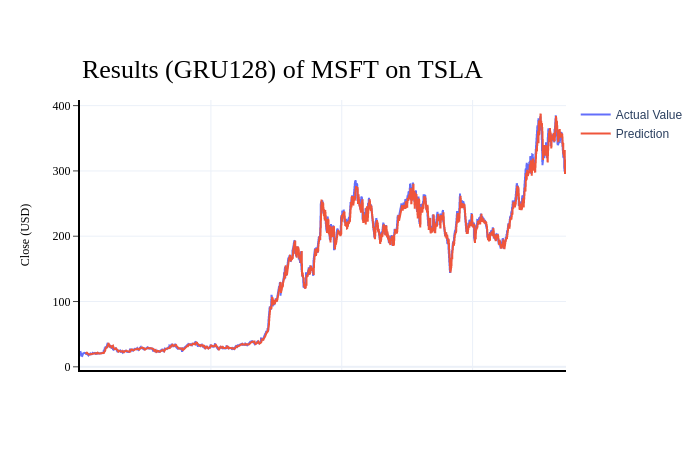 Results (GRU128) of MSFT on TSLA
Actual Value
Prediction
Close (USD)
400
300
200
100
0